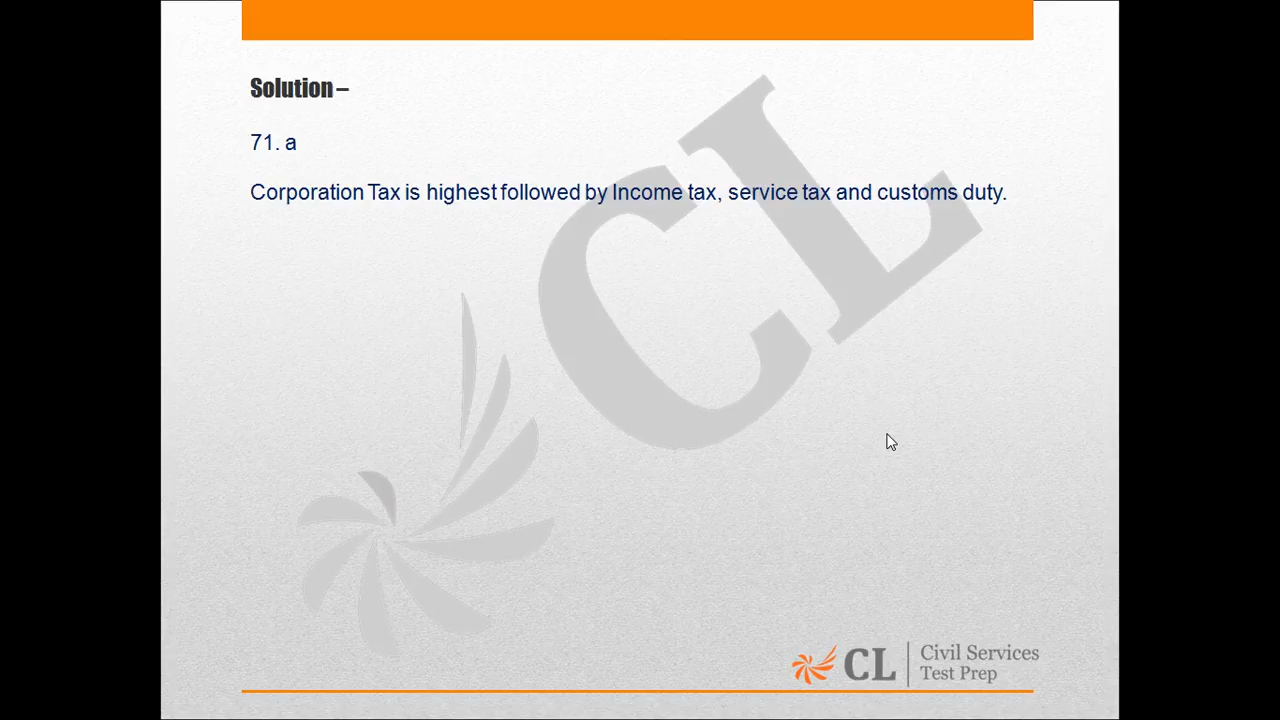 Solution –
71. a
Corporation Tax is highest followed by Income tax, service tax and customs duty.
CL
CL
Civil Services
Test Prep